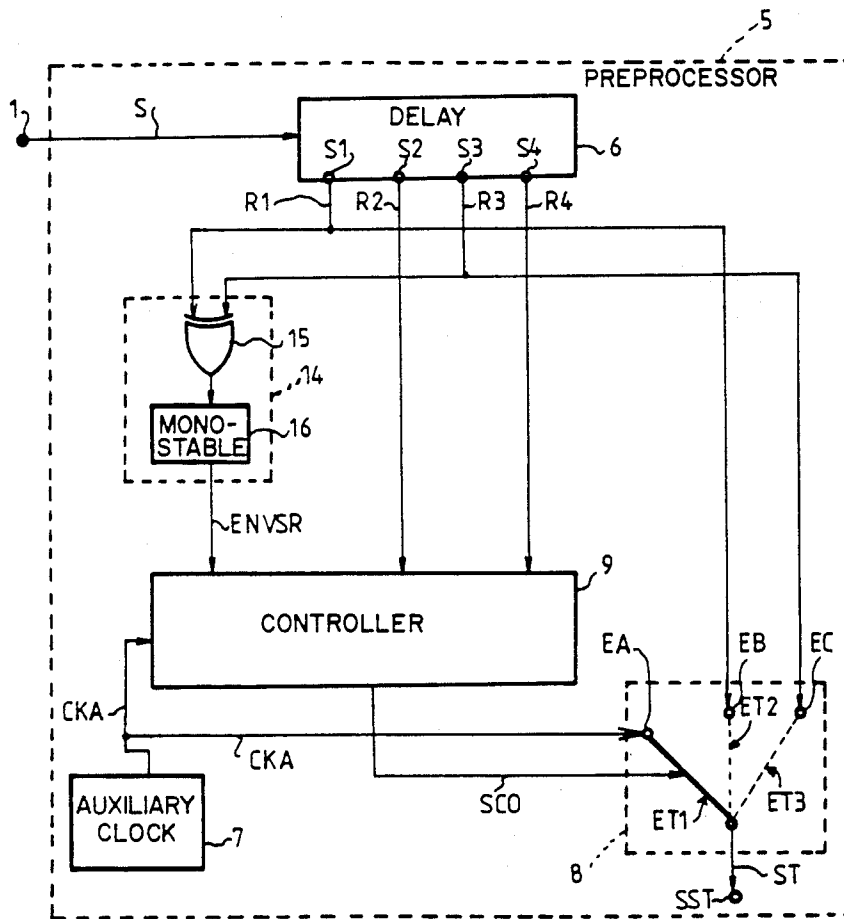 5
PREPROCESSOR
1
S
DELAY
6
S1 S2 S3 S4
R1 R2 R3 R4
15
14
MONO-
STABLE
16
ENVSR
9
CONTROLLER
EA EB EC
CKA
ET2
CKA
SCO
ET1
ET3
AUXILIARY
CLOCK
7
8
ST
SST